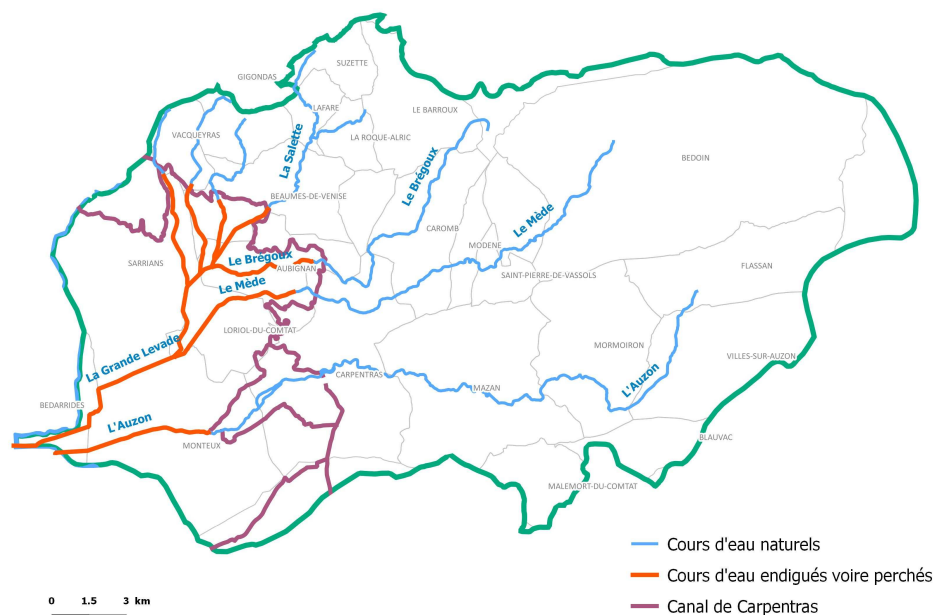 SUZETTE
GIGONDAS
LAFARE
LE BARROUX
VACQUEYRAS
LA ROQUE-ALRIC
La Salette
BEDOIN
Le Brégoux
BEAUMES-DE-VENISE
Le Mède
CAROMB
MODENE
SARRIANS
Le Brégoux
AUBIGNAN
FLASSAN
SAINT-PIERRE-DE-VASSOLS
Le Mède
LORIOL-DU-COMTAT
MORMOIRON
La Grande Levade
VILLES-SUR-AUZON
CARPENTRAS
L'Auzon
MAZAN
BEDARRIDES
L'Auzon
BLAUVAC
MONTEUX
MALEMORT-DU-COMTAT
Cours d'eau naturels
Cours d'eau endigués voire perchés
Canal de Carpentras
0 1.5 3 km